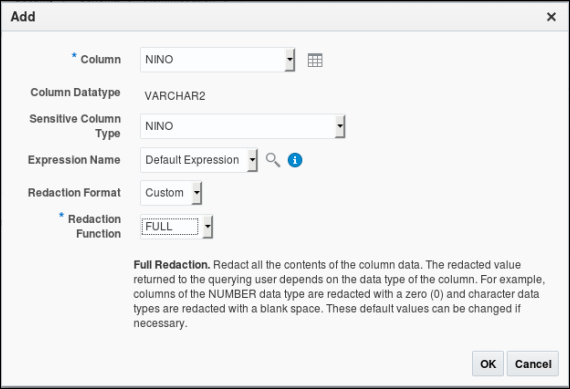 Add
* Column NINO
Column Datatype VARCHAR2
Sensitive Column
Type NINO
Expression Name Default Expression
Redaction Format Custom
* Redaction
Function FULL
Full Redaction. Redact all the contents of the column data. The redacted value
returned to the querying user depends on the data type of the column. For example,
columns of the NUMBER data type are redacted with a zero (0) and character data
types are redacted with a blank space. These default values can be changed if
necessary.
OK Cancel